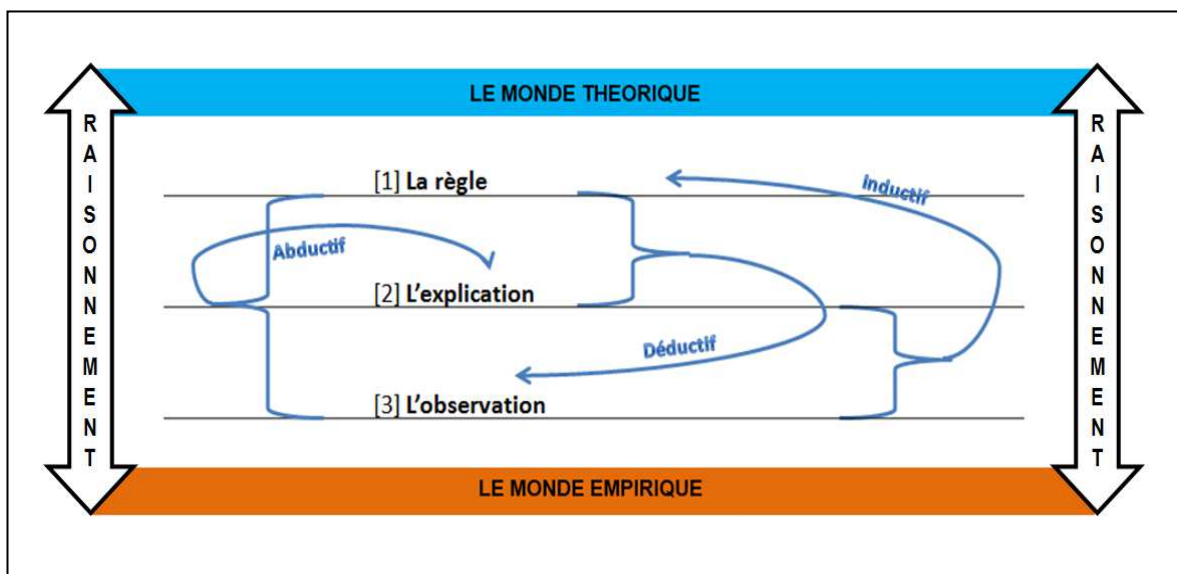 LE MONDE THEORIQUE
RAISONNEMENT
[1] La règle
Inductif
Abductif
[2] L'explication
Déductif
[3] L'observation
RAISONNEMENT
LE MONDE EMPIRIQUE